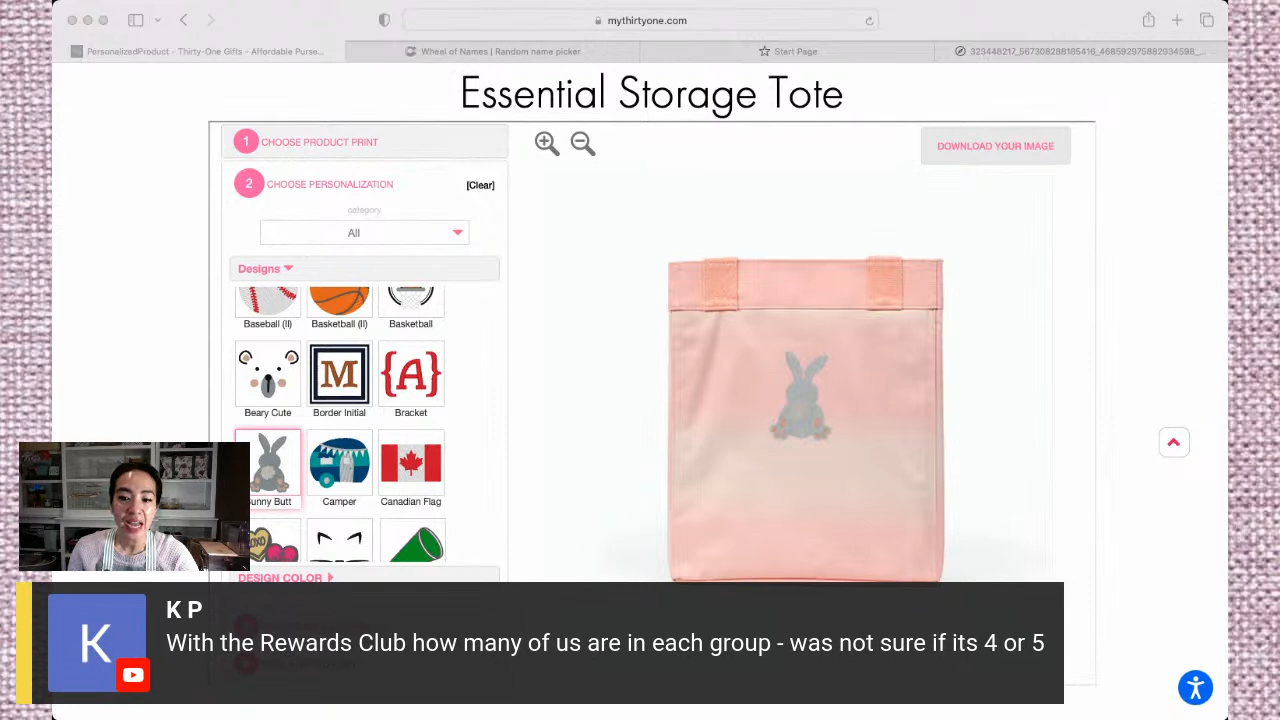 mythirtyone.com
PersonalizedProduct - Thirty-One Gifts - Affordable Purse...
Wheel of Names | Random name picker
Start Page
323448217_567308288185416_468592975882934598_...
Essential Storage Tote
1 CHOOSE PRODUCT PRINT
DOWNLOAD YOUR IMAGE
2 CHOOSE PERSONALIZATION
[Clear]
category
All
Designs
Baseball (II)
Basketball (II)
Basketball
M
{A}
Beary Cute
Border Initial
Bracket
unny Butt
Camper
Canadian Flag
XOXO
DESIGN COLOR
K
K P
With the Rewards Club how many of us are in each group - was not sure if its 4 or 5